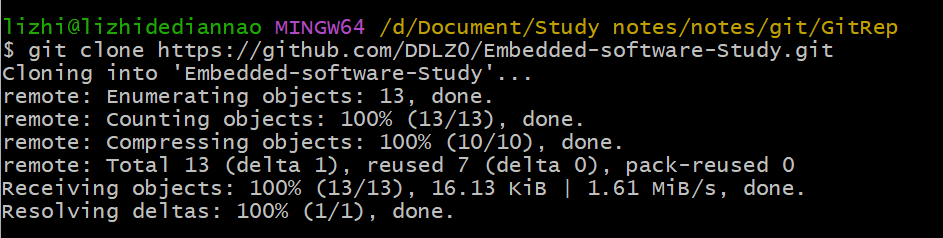 lizhi@lizhidediannao MINGW64 /d/Document/Study notes/notes/git/GitRep
$ git clone https://github.com/DDLZ0/Embedded-software-Study.git
Cloning into 'Embedded-software-Study'...
remote: Enumerating objects: 13, done.
remote: Counting objects: 100% (13/13), done.
remote: Compressing objects: 100% (10/10), done.
remote: Total 13 (delta 1), reused 7 (delta 0), pack-reused 0
Receiving objects: 100% (13/13), 16.13 KiB | 1.61 MiB/s, done.
Resolving deltas: 100% (1/1), done.